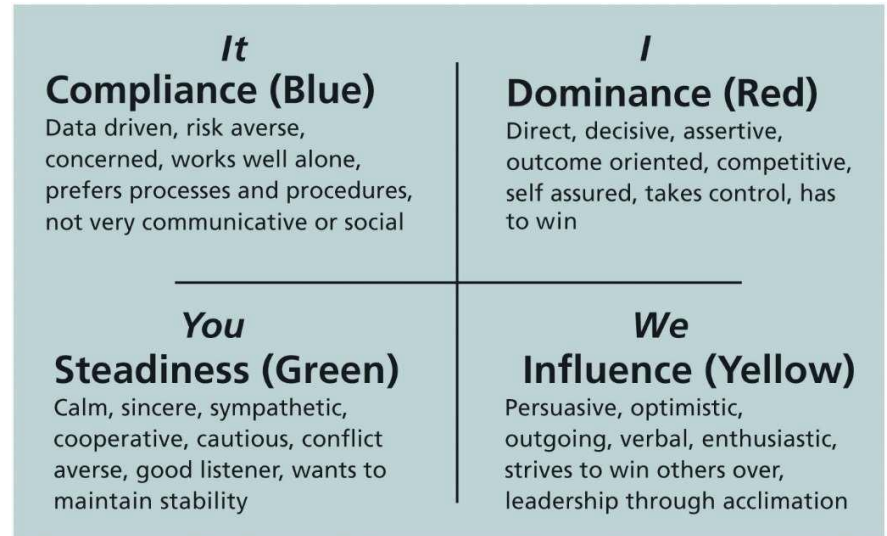 It
Compliance (Blue)
Data driven, risk averse,
concerned, works well alone,
prefers processes and procedures,
not very communicative or social
I
Dominance (Red)
Direct, decisive, assertive,
outcome oriented, competitive,
self assured, takes control, has
to win
You
Steadiness (Green)
Calm, sincere, sympathetic,
cooperative, cautious, conflict
averse, good listener, wants to
maintain stability
We
Influence (Yellow)
Persuasive, optimistic,
outgoing, verbal, enthusiastic,
strives to win others over,
leadership through acclimation